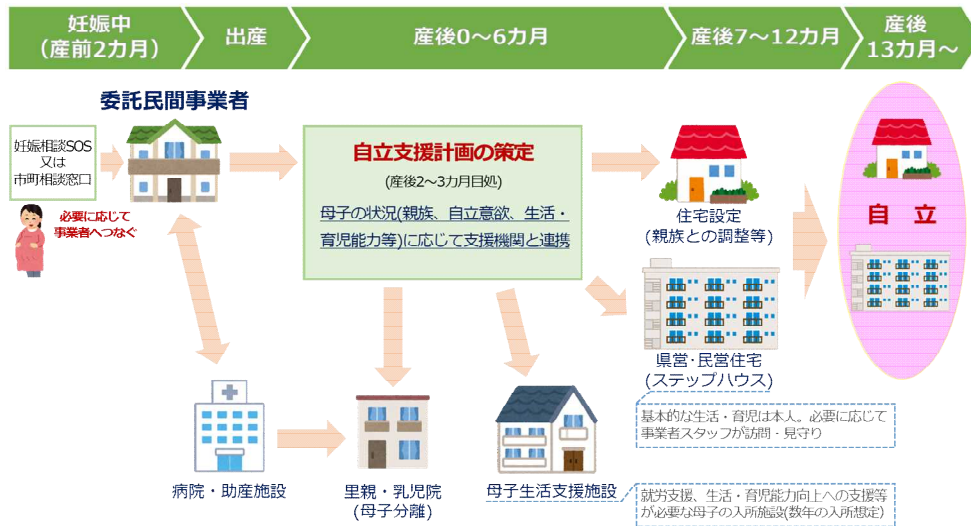 妊娠中
(産前2カ月)
出産
産後0～6カ月
産後7～12カ月
産後
13カ月～
委託民間事業者
妊娠相談SOS
又は
市町相談窓口
必要に応じて
事業者へつなぐ
自立支援計画の策定
(産後2～3カ月目処)
母子の状況(親族、自立意欲、生活・
育児能力等)に応じて支援機関と連携
住宅設定
(親族との調整等)
自立
県営・民営住宅
(ステップハウス)
基本的な生活・育児は本人。必要に応じて
事業者スタッフが訪問・見守り
病院・助産施設
里親・乳児院
(母子分離)
母子生活支援施設
就労支援、生活・育児能力向上への支援等
が必要な母子の入所施設(数年の入所想定)